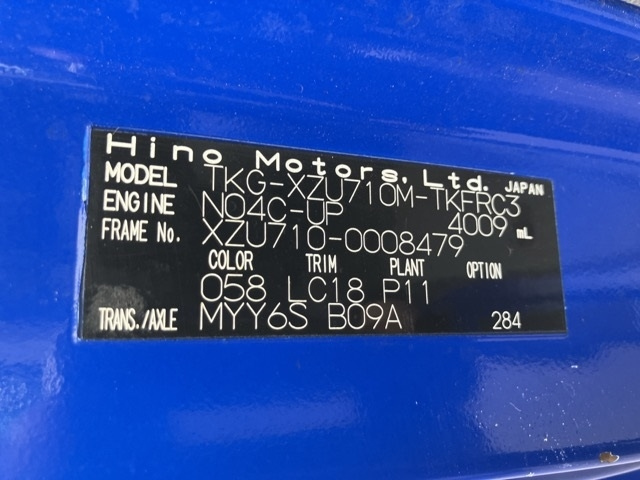 Hino Motors, Ltd. JAPAN
MODEL TKG-XZU710M-TKFRC3
ENGINE N04C-UP 4009 mL
FRAME No. XZU710-0008479
COLOR TRIM PLANT OPTION
058 LC18 P11
TRANS./AXLE MYY6S B09A 284